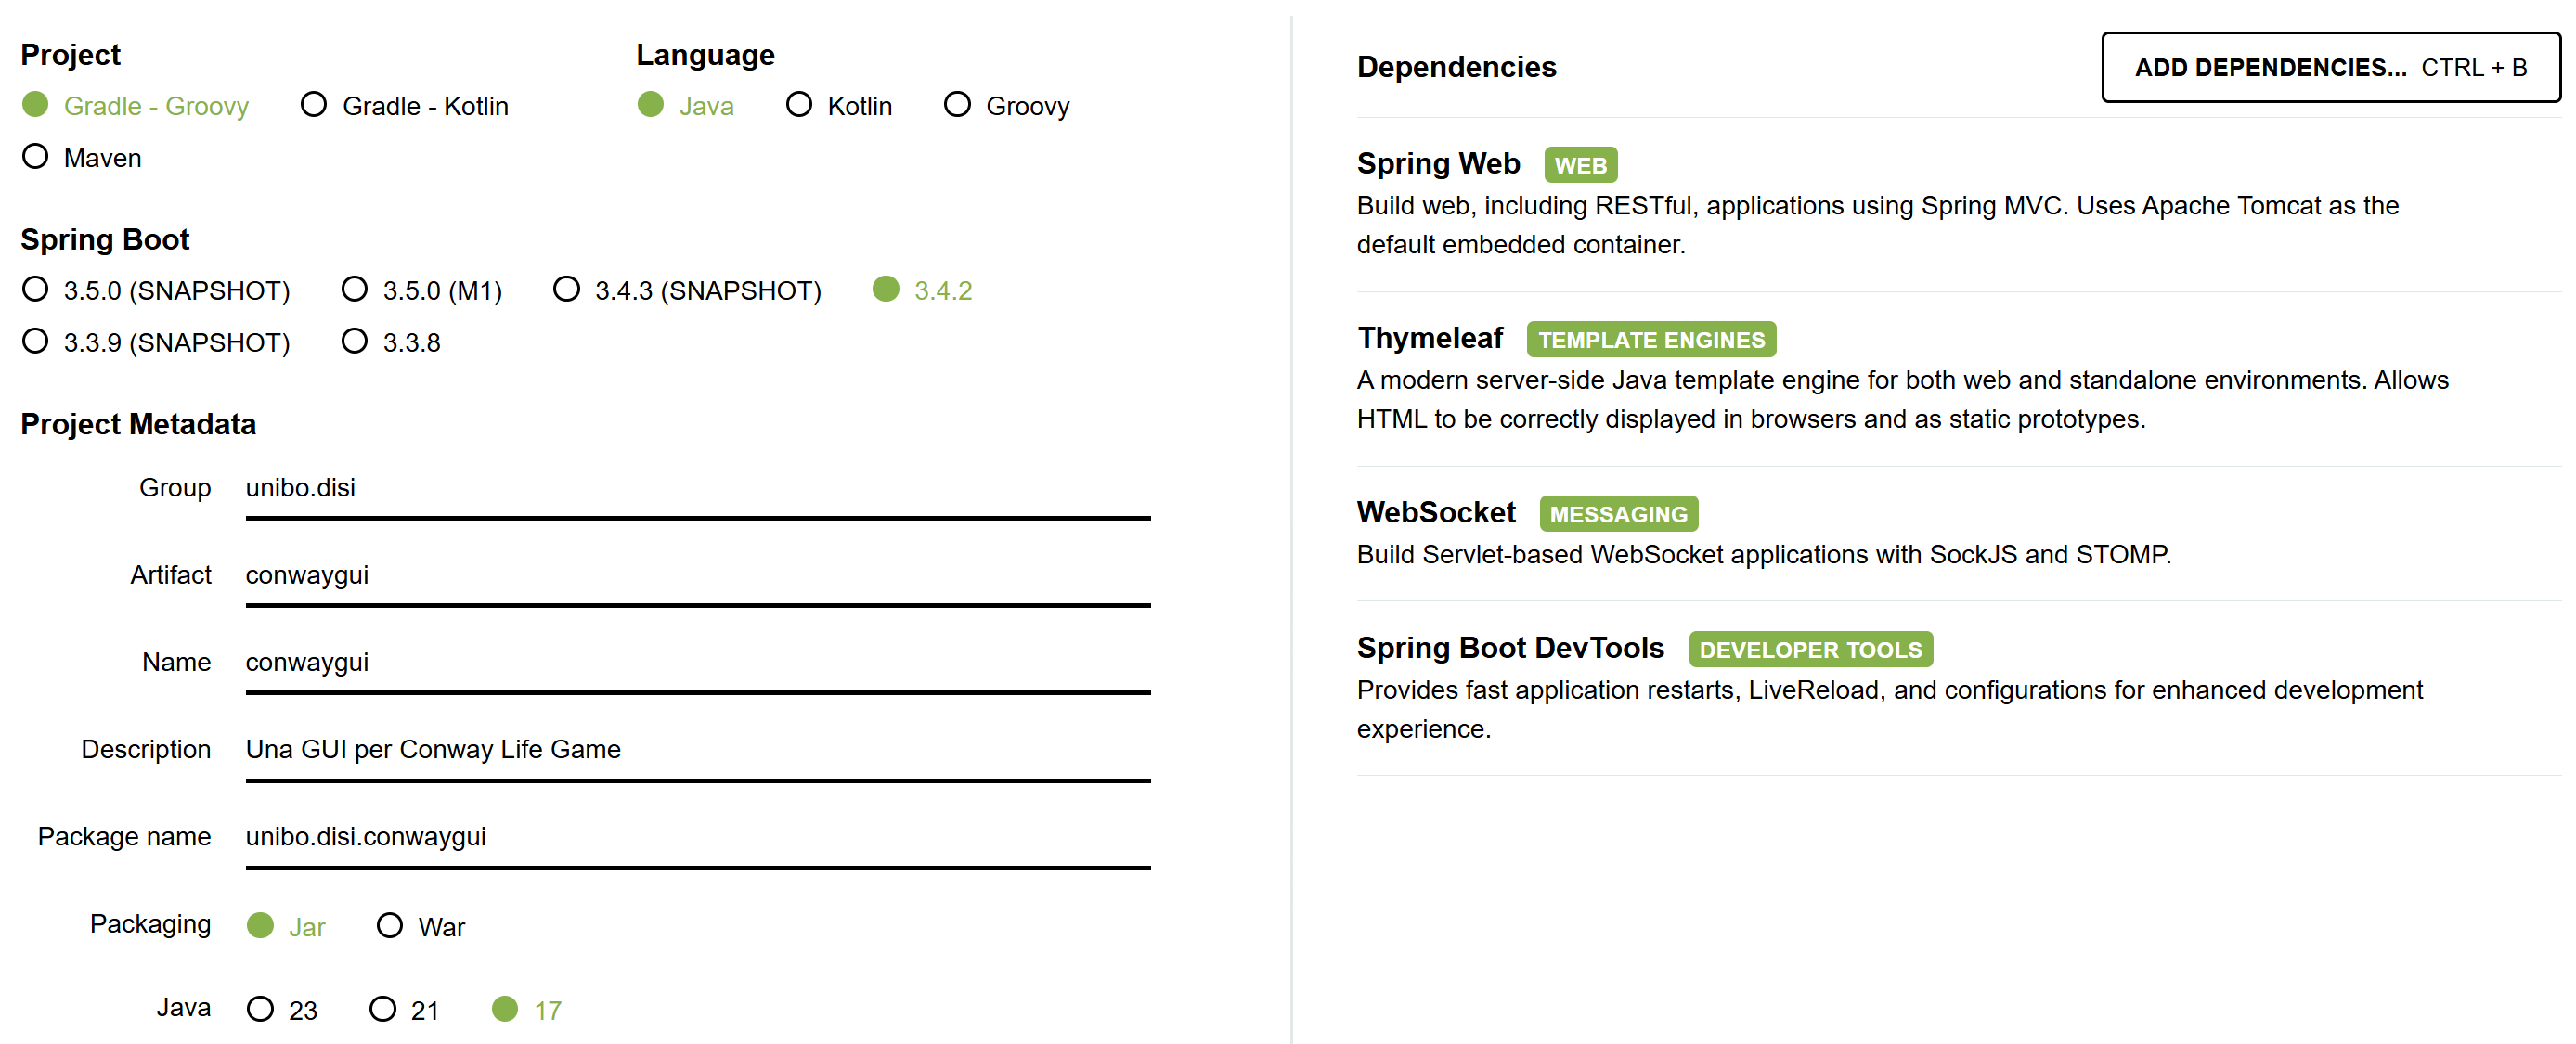 Project
Gradle - Groovy Gradle - Kotlin
Maven
Language
Java Kotlin Groovy
Spring Boot
3.5.0 (SNAPSHOT) 3.5.0 (M1) 3.4.3 (SNAPSHOT) 3.4.2
3.3.9 (SNAPSHOT) 3.3.8
Project Metadata
Group unibo.disi
Artifact conwaygui
Name conwaygui
Description Una GUI per Conway Life Game
Package name unibo.disi.conwaygui
Packaging Jar War
Java 23 21 17
Dependencies
ADD DEPENDENCIES... CTRL + B
Spring Web WEB
Build web, including RESTful, applications using Spring MVC. Uses Apache Tomcat as the
default embedded container.
Thymeleaf TEMPLATE ENGINES
A modern server-side Java template engine for both web and standalone environments. Allows
HTML to be correctly displayed in browsers and as static prototypes.
WebSocket MESSAGING
Build Servlet-based WebSocket applications with SockJS and STOMP.
Spring Boot DevTools DEVELOPER TOOLS
Provides fast application restarts, LiveReload, and configurations for enhanced development
experience.